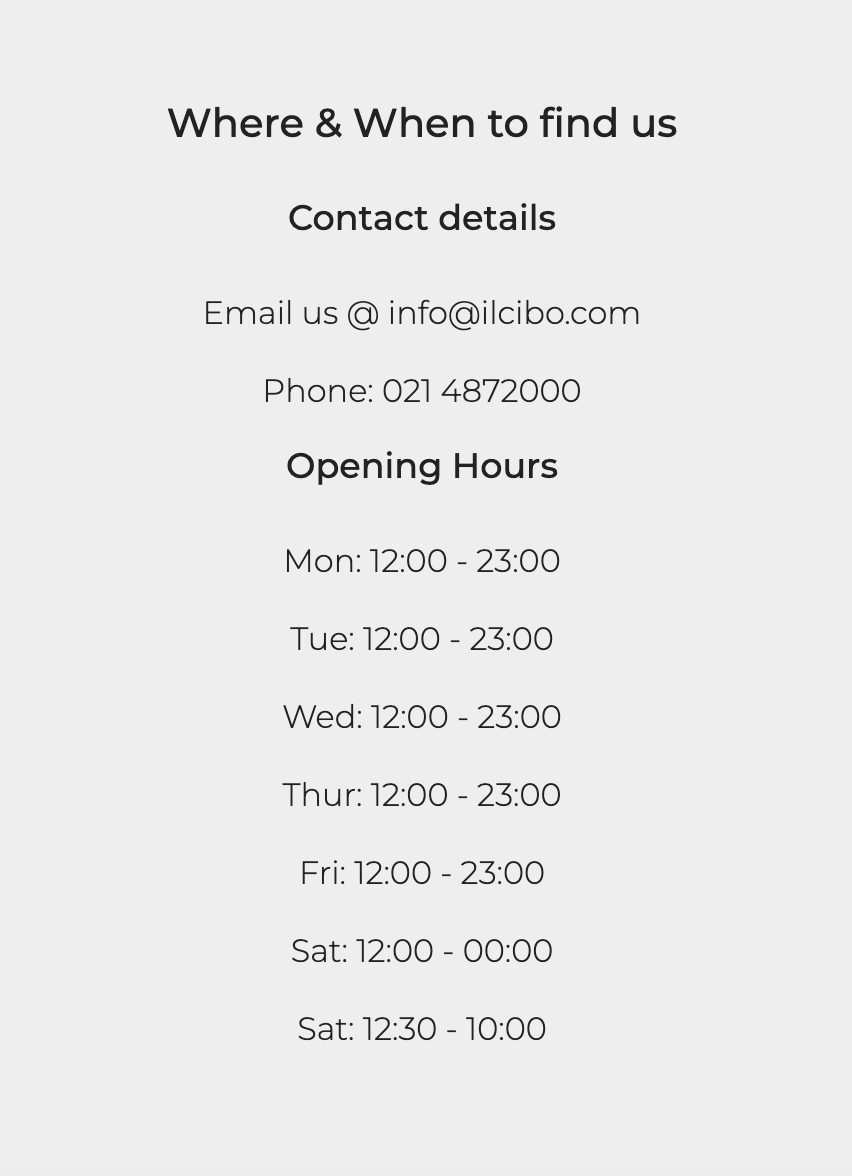 Where & When to find us
Contact details
Email us @ info@ilcibo.com
Phone: 021 4872000
Opening Hours
Mon: 12:00 - 23:00
Tue: 12:00 - 23:00
Wed: 12:00 - 23:00
Thur: 12:00 - 23:00
Fri: 12:00 - 23:00
Sat: 12:00 - 00:00
Sat: 12:30 - 10:00